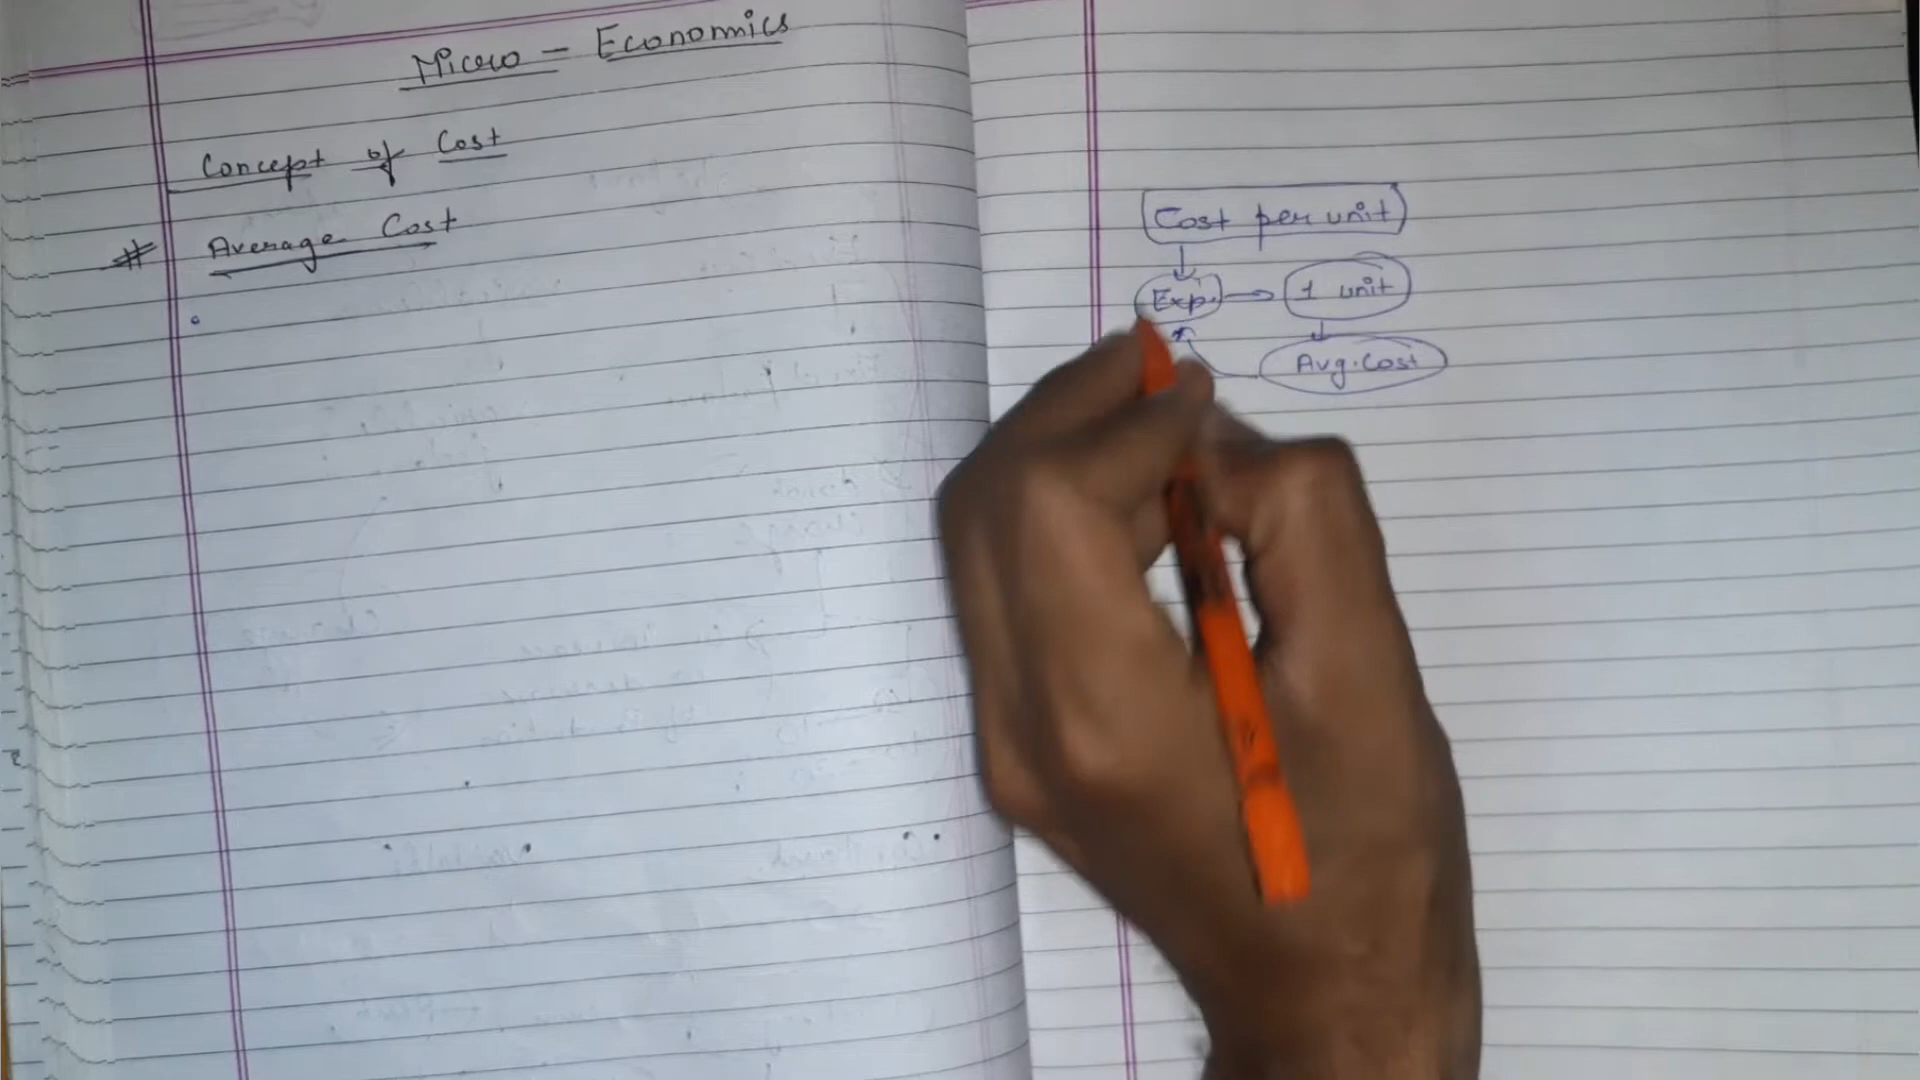 Micro - Economics
Concept of Cost
# Average Cost
Cost per unit
Exp. → 1 unit
Avg. Cost